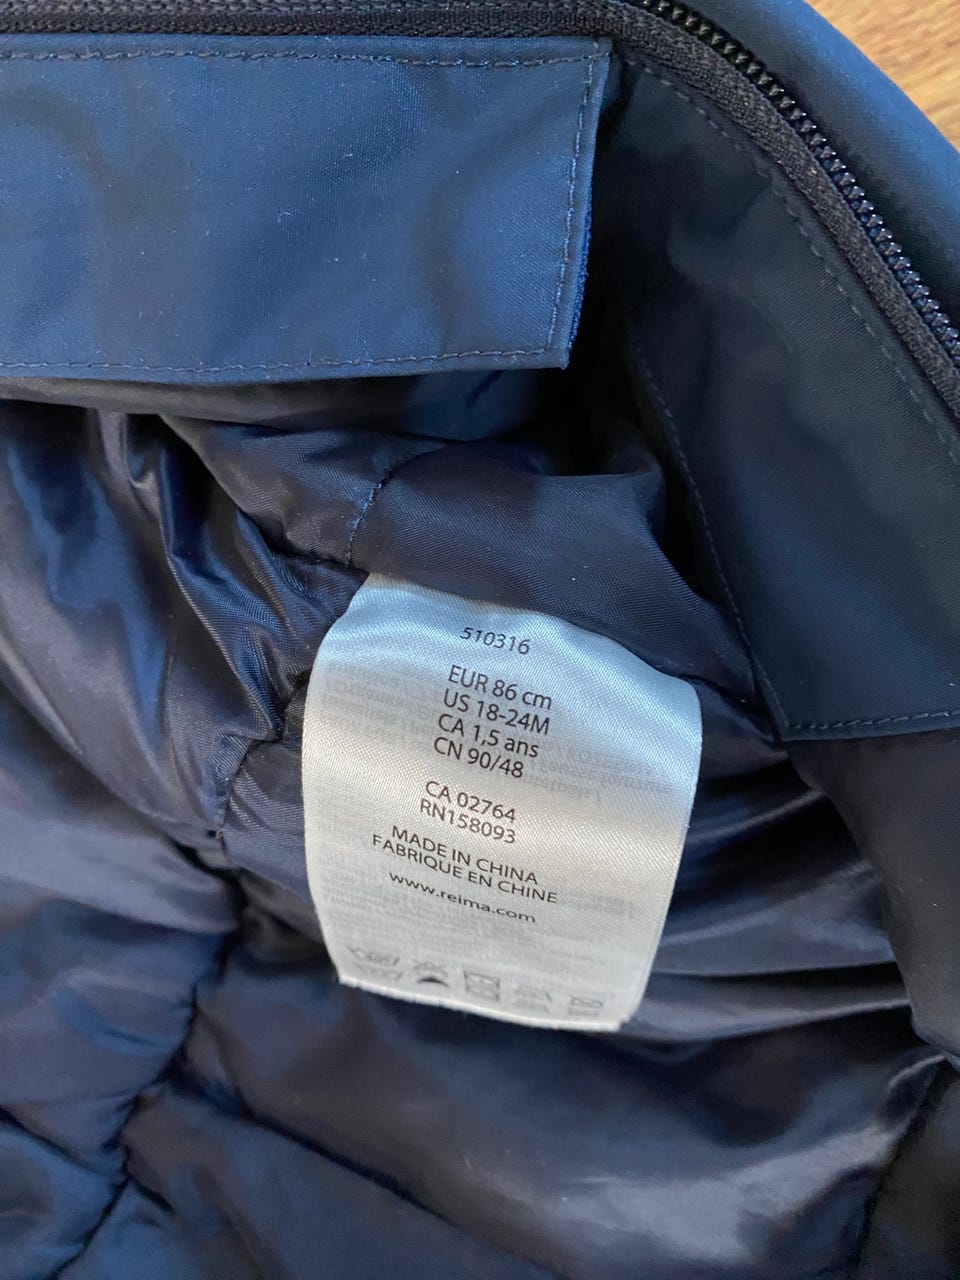 510316
EUR 86 cm
US 18-24M
CA 1,5 ans
CN 90/48
CA 02764
RN158093
MADE IN CHINA
FABRIQUE EN CHINE
www.reima.com